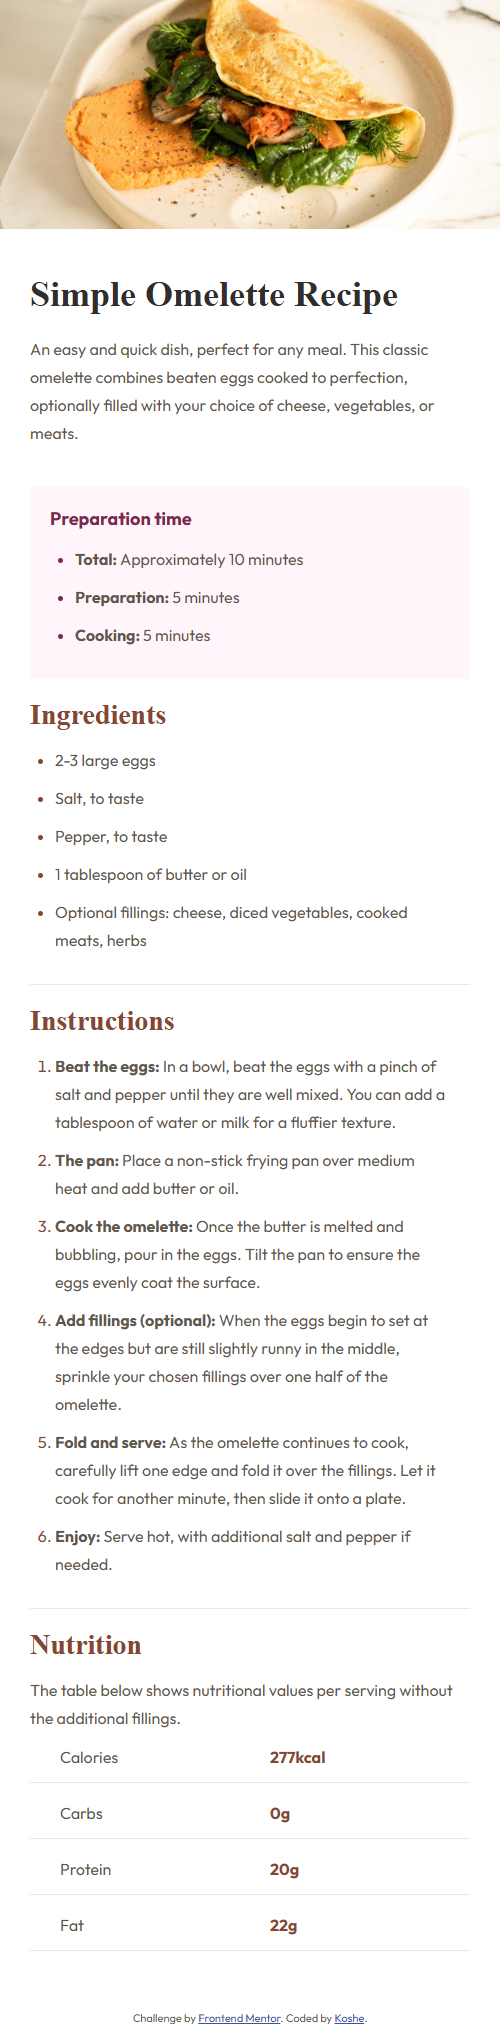 Simple Omelette Recipe
An easy and quick dish, perfect for any meal. This classic
omelette combines beaten eggs cooked to perfection,
optionally filled with your choice of cheese, vegetables, or
meats.
Preparation time
• Total: Approximately 10 minutes
• Preparation: 5 minutes
• Cooking: 5 minutes
Ingredients
• 2-3 large eggs
• Salt, to taste
• Pepper, to taste
• 1 tablespoon of butter or oil
• Optional fillings: cheese, diced vegetables, cooked
meats, herbs
Instructions
1. Beat the eggs: In a bowl, beat the eggs with a pinch of
salt and pepper until they are well mixed. You can add a
tablespoon of water or milk for a fluffier texture.
2. The pan: Place a non-stick frying pan over medium
heat and add butter or oil.
3. Cook the omelette: Once the butter is melted and
bubbling, pour in the eggs. Tilt the pan to ensure the
eggs evenly coat the surface.
4. Add fillings (optional): When the eggs begin to set at
the edges but are still slightly runny in the middle,
sprinkle your chosen fillings over one half of the
omelette.
5. Fold and serve: As the omelette continues to cook,
carefully lift one edge and fold it over the fillings. Let it
cook for another minute, then slide it onto a plate.
6. Enjoy: Serve hot, with additional salt and pepper if
needed.
Nutrition
The table below shows nutritional values per serving without
the additional fillings.
Calories 277kcal
Carbs 0g
Protein 20g
Fat 22g
Challenge by Frontend Mentor. Coded by Koshe.